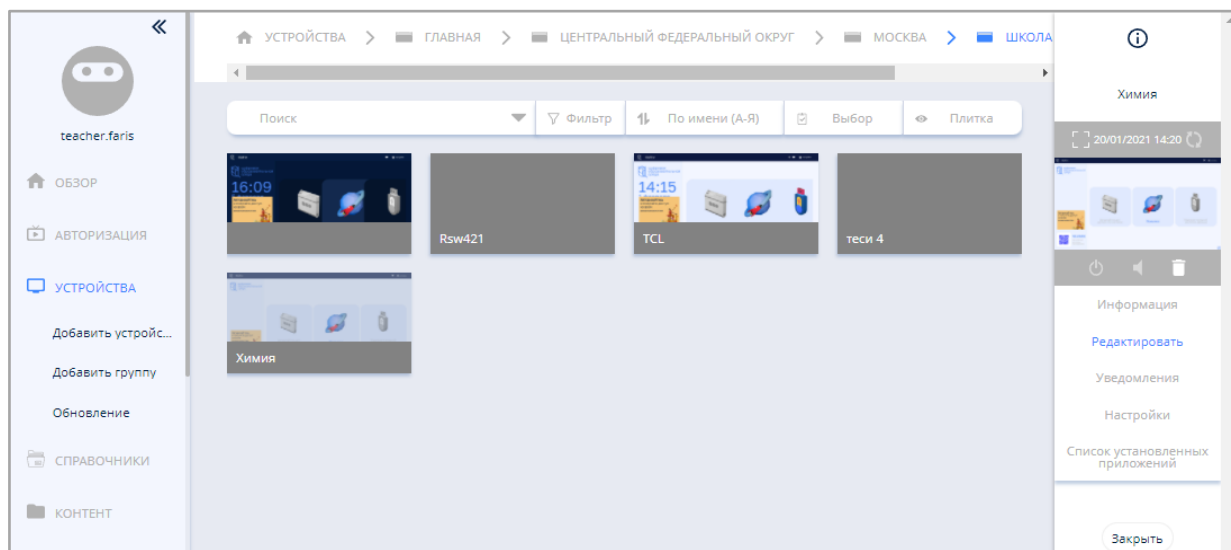 teacher.faris
ОБЗОР
АВТОРИЗАЦИЯ
УСТРОЙСТВА
Добавить устройс...
Добавить группу
Обновление
СПРАВОЧНИКИ
КОНТЕНТ
УСТРОЙСТВА ГЛАВНАЯ ЦЕНТРАЛЬНЫЙ ФЕДЕРАЛЬНЫЙ ОКРУГ МОСКВА ШКОЛА
Поиск Фильтр По имени (А-Я) Выбор Плитка
16:09
14:15
Rsw421 TCL теси 4
Химия
Химия
20/01/2021 14:20
Информация
Редактировать
Уведомления
Настройки
Список установленных
приложений
Закрыть